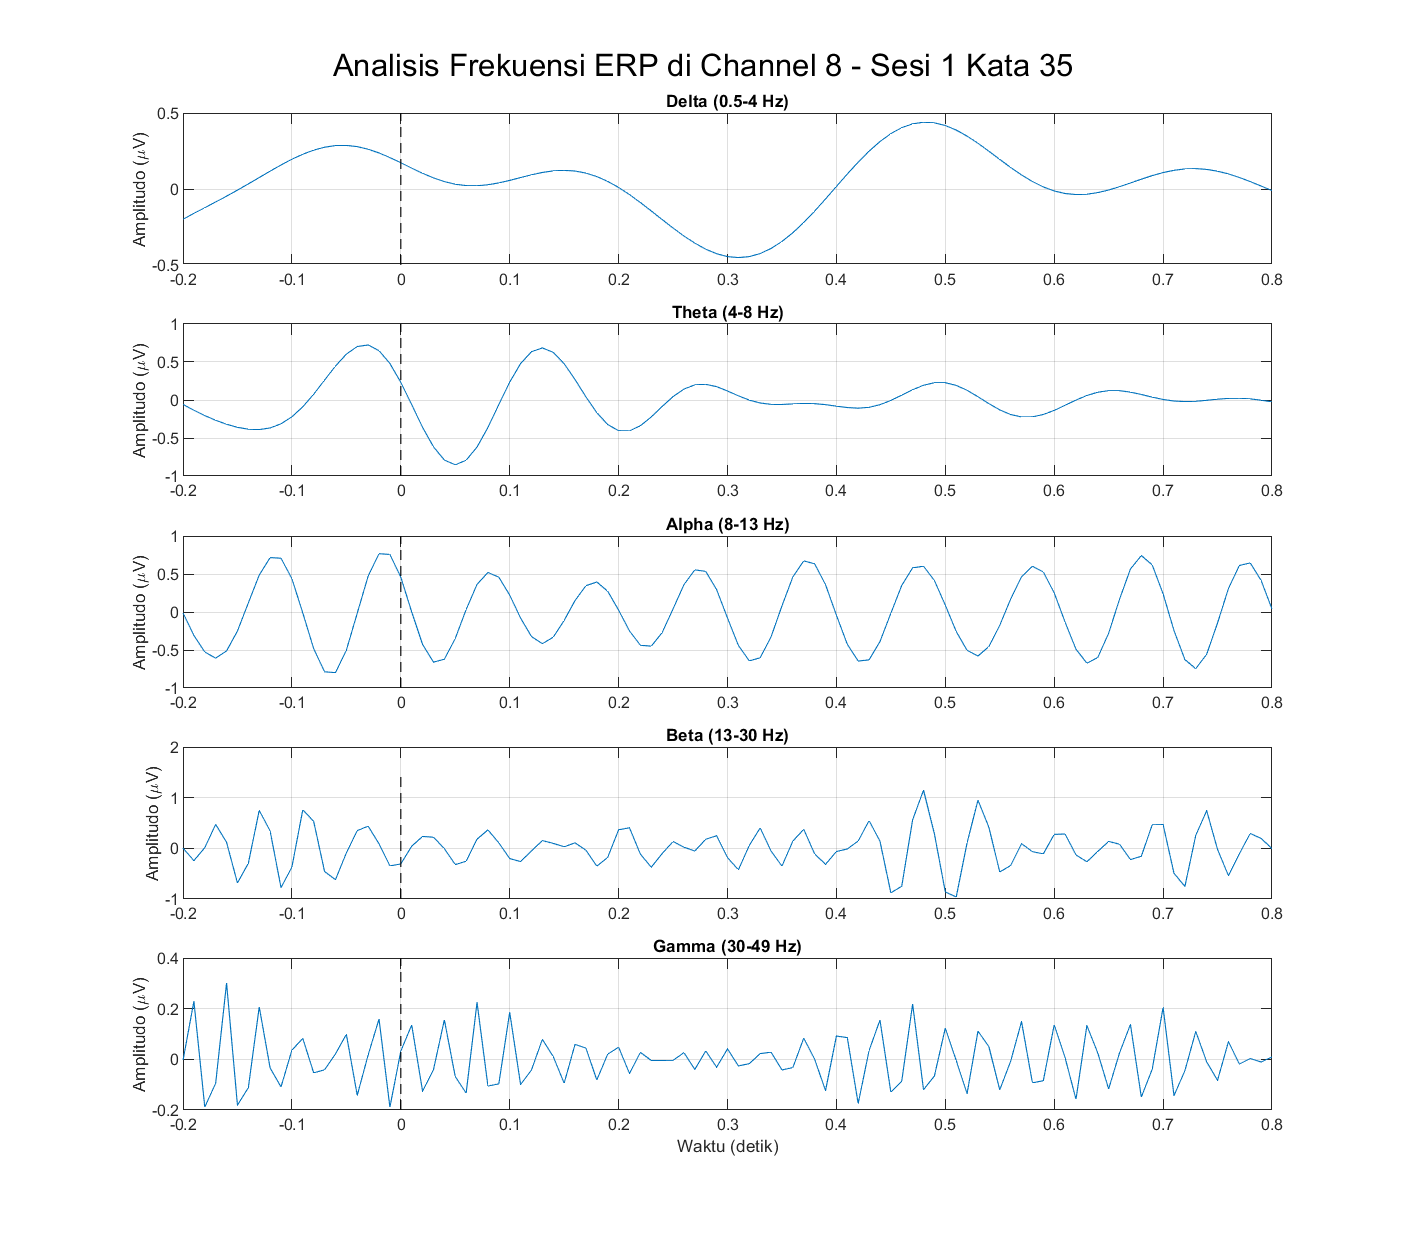 Analisis Frekuensi ERP di Channel 8 - Sesi 1 Kata 35
Delta (0.5-4 Hz)
Amplitudo (μV)
0.5
0
-0.5
-0.2 -0.1 0 0.1 0.2 0.3 0.4 0.5 0.6 0.7 0.8
Theta (4-8 Hz)
Amplitudo (μV)
1
0.5
0
-0.5
-1
-0.2 -0.1 0 0.1 0.2 0.3 0.4 0.5 0.6 0.7 0.8
Alpha (8-13 Hz)
Amplitudo (μV)
1
0.5
0
-0.5
-1
-0.2 -0.1 0 0.1 0.2 0.3 0.4 0.5 0.6 0.7 0.8
Beta (13-30 Hz)
Amplitudo (μV)
2
1
0
-1
-0.2 -0.1 0 0.1 0.2 0.3 0.4 0.5 0.6 0.7 0.8
Gamma (30-49 Hz)
Amplitudo (μV)
0.4
0.2
0
-0.2
-0.2 -0.1 0 0.1 0.2 0.3 0.4 0.5 0.6 0.7 0.8
Waktu (detik)